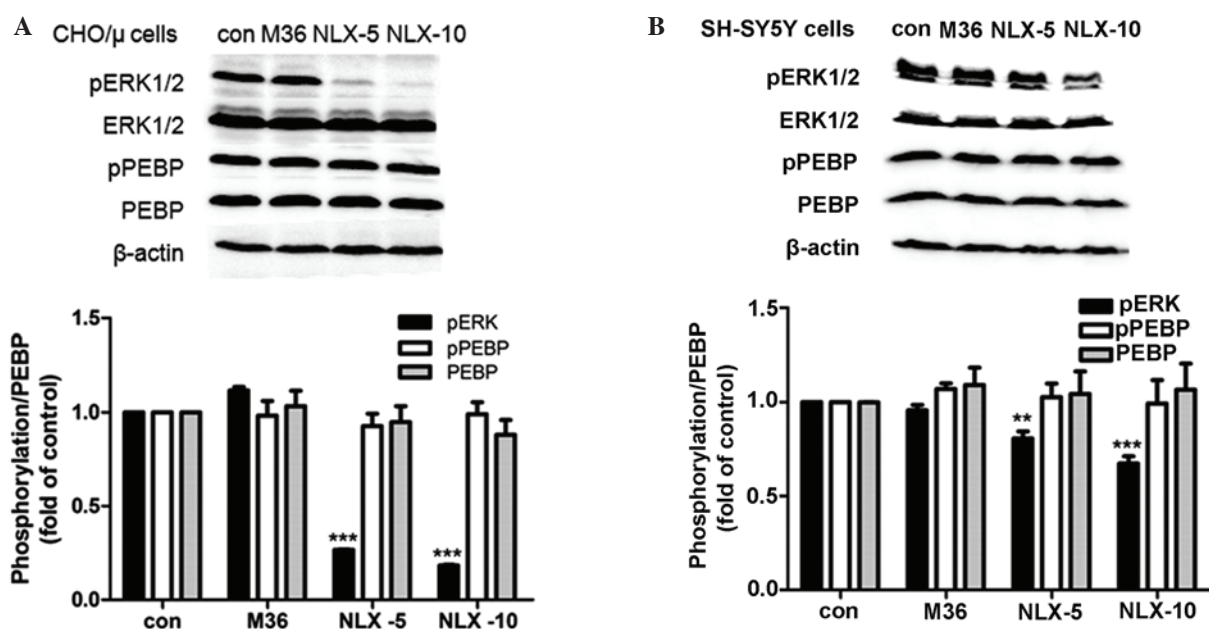 A
CHO/μ cells
con M36 NLX-5 NLX-10
pERK1/2
ERK1/2
pPEBP
PEBP
β-actin
1.5
1.0
0.5
0.0
Phosphorylation/PEBP
(fold of control)
pERK
pPEBP
PEBP
***
***
con
M36
NLX -5
NLX -10
B
SH-SY5Y cells
con M36 NLX-5 NLX-10
pERK1/2
ERK1/2
pPEBP
PEBP
β-actin
1.5
1.0
0.5
0.0
Phosphorylation/PEBP
(fold of control)
pERK
pPEBP
PEBP
**
***
con
M36
NLX-5
NLX-10